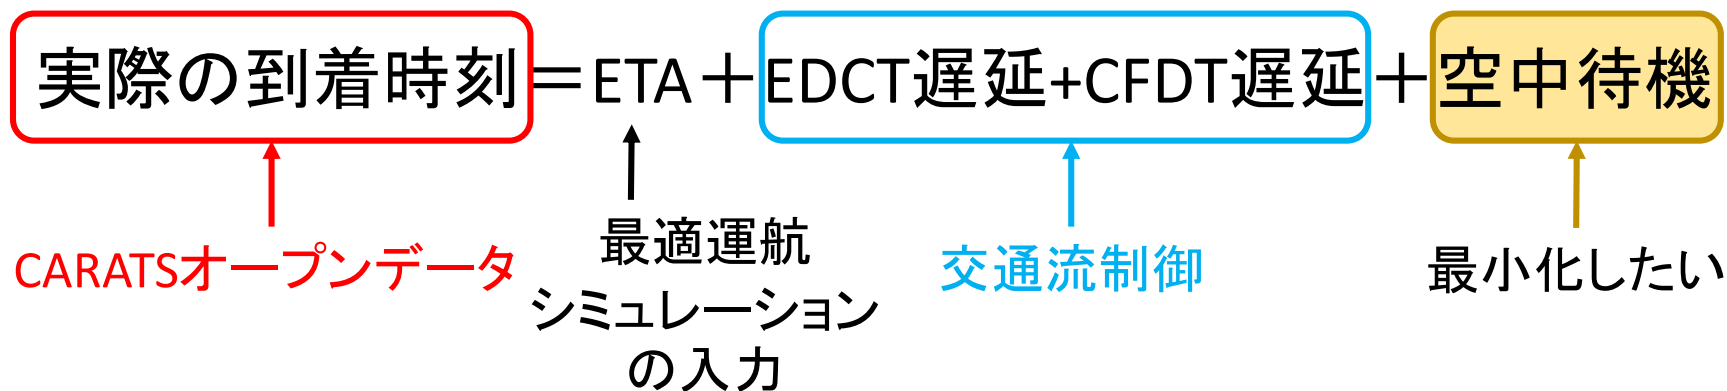 実際の到着時刻=ETA+EDCT遅延+CFDT遅延+空中待機
CARATSオープンデータ
最適運航
シミュレーション
の入力
交通流制御
最小化したい